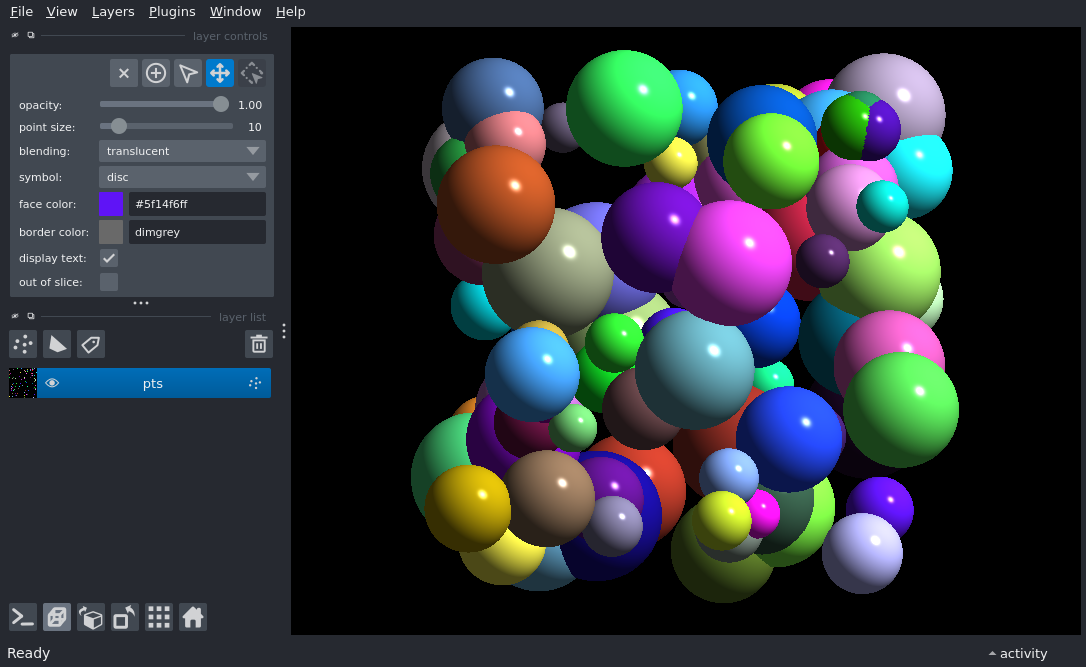 File View Layers Plugins Window Help
layer controls
opacity: 1.00
point size: 10
blending: translucent
symbol: disc
face color: #5f14f6ff
border color: dimgrey
display text:
out of slice:
layer list
pts
Ready
activity